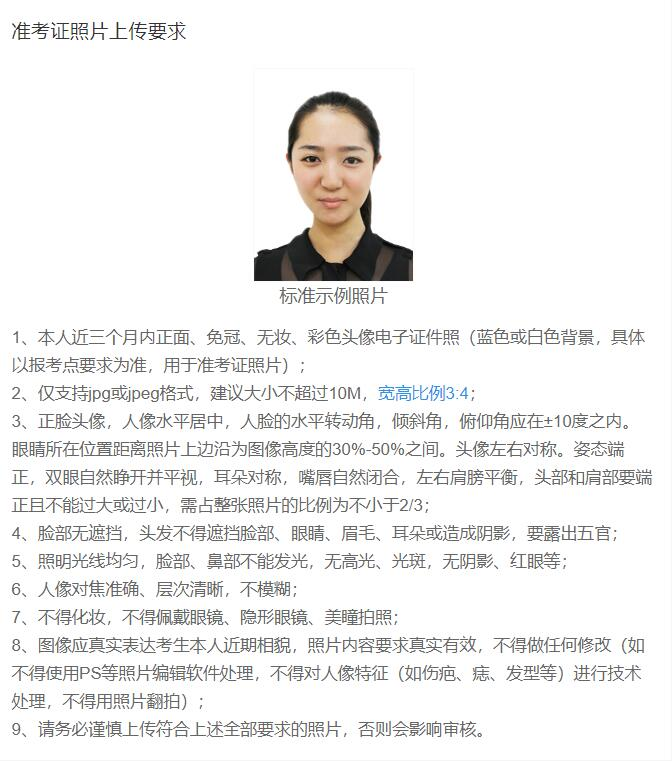 准考证照片上传要求
标准示例照片
1、本人近三个月内正面、免冠、无妆、彩色头像电子证件照（蓝色或白色背景，具体
以报考点要求为准，用于准考证照片）；
2、仅支持jpg或jpeg格式，建议大小不超过10M，宽高比例3:4；
3、正脸头像，人像水平居中，人脸的水平转动角，倾斜角，俯仰角应在±10度之内。
眼睛所在位置距离照片上边沿为图像高度的30%-50%之间。头像左右对称。姿态端
正，双眼自然睁开并平视，耳朵对称，嘴唇自然闭合，左右肩膀平衡，头部和肩部要端
正且不能过大或过小，需占整张照片的比例为不小于2/3；
4、脸部无遮挡，头发不得遮挡脸部、眼睛、眉毛、耳朵或造成阴影，要露出五官；
5、照明光线均匀，脸部、鼻部不能发光，无高光、光斑，无阴影、红眼等；
6、人像对焦准确、层次清晰，不模糊；
7、不得化妆，不得佩戴眼镜、隐形眼镜、美瞳拍照；
8、图像应真实表达考生本人近期相貌，照片内容要求真实有效，不得做任何修改（如
不得使用PS等照片编辑软件处理，不得对人像特征（如伤疤、痣、发型等）进行技术
处理，不得用照片翻拍）；
9、请务必谨慎上传符合上述全部要求的照片，否则会影响审核。